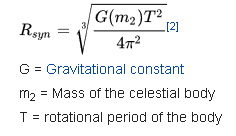 R_syn = ∛(G(m₂)T² / 4π²) [2]
G = Gravitational constant
m₂ = Mass of the celestial body
T = rotational period of the body